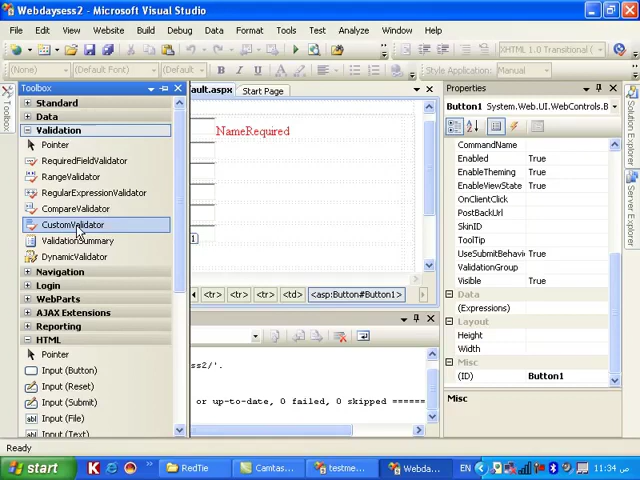 Webdaysess2 - Microsoft Visual Studio
File Edit View Website Build Debug Data Format Tools Test Analyze Window Help
XHTML 1.0 Transitional (
(None) (Default Font) (Default Style Application: Manual
Toolbox
Standard
Data
Validation
Pointer
RequiredFieldValidator
RangeValidator
RegularExpressionValidator
CompareValidator
CustomValidator
ValidationSummary
DynamicValidator
Navigation
Login
WebParts
AJAX Extensions
Reporting
HTML
Pointer
Input (Button)
Input (Reset)
Input (Submit)
Input (File)
Input (Text)
Toolbox
ault.aspx Start Page
NameRequired
<tr> <tr> <tr> <td> <asp:Button#Button1>
ess2/'.
or up-to-date, 0 failed, 0 skipped
Properties
Button1 System.Web.UI.WebControls.B
CommandName
Enabled True
EnableTheming True
EnableViewState True
OnClientClick
PostBackUrl
SkinID
ToolTip
UseSubmitBehavic True
ValidationGroup
Visible True
Data
(Expressions)
Layout
Height
Width
Misc
(ID) Button1
Misc
Solution Explorer
Server Explorer
Ready
start
RedTie
Camtas...
testme...
Webda...
EN
11:34 ص